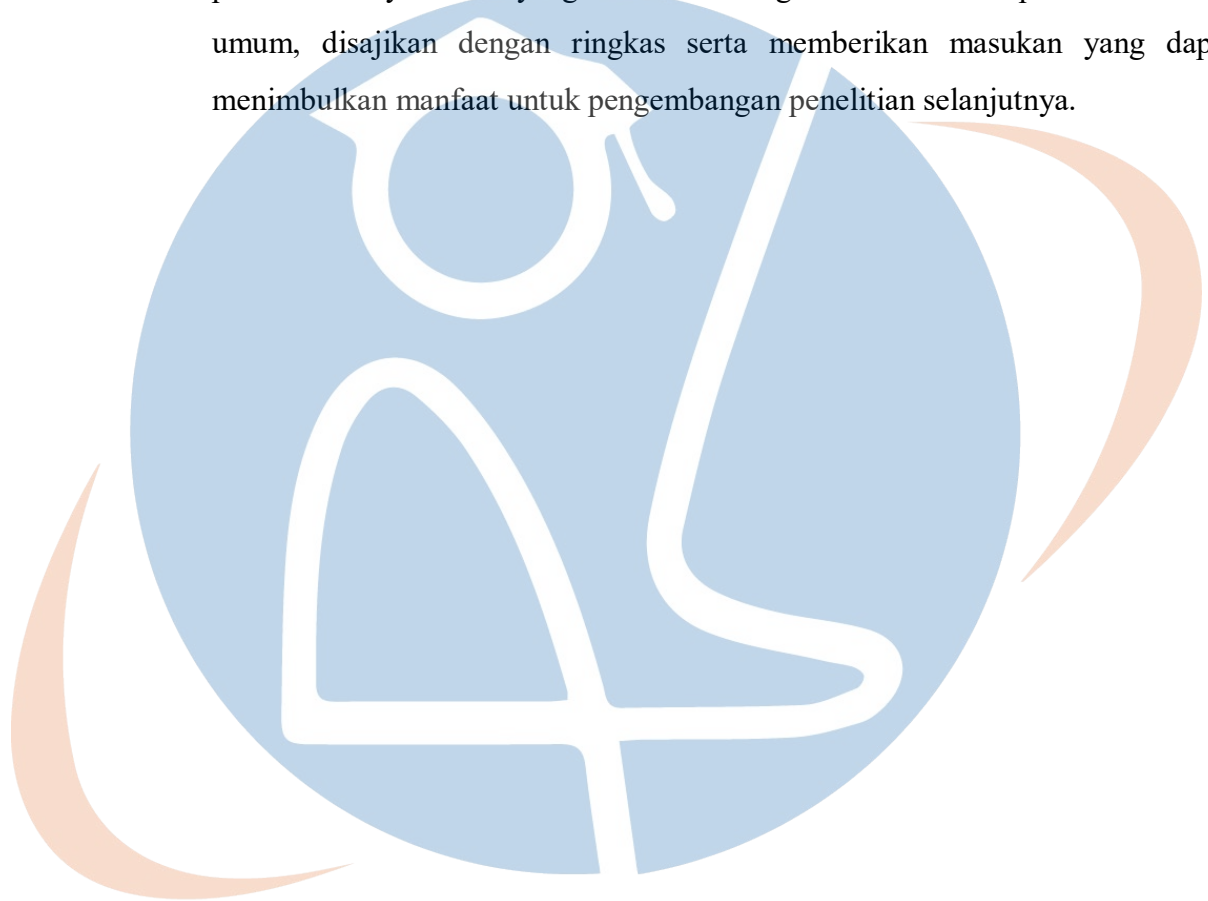 umum, disajikan dengan ringkas serta memberikan masukan yang dap
menimbulkan manfaat untuk pengembangan penelitian selanjutnya.